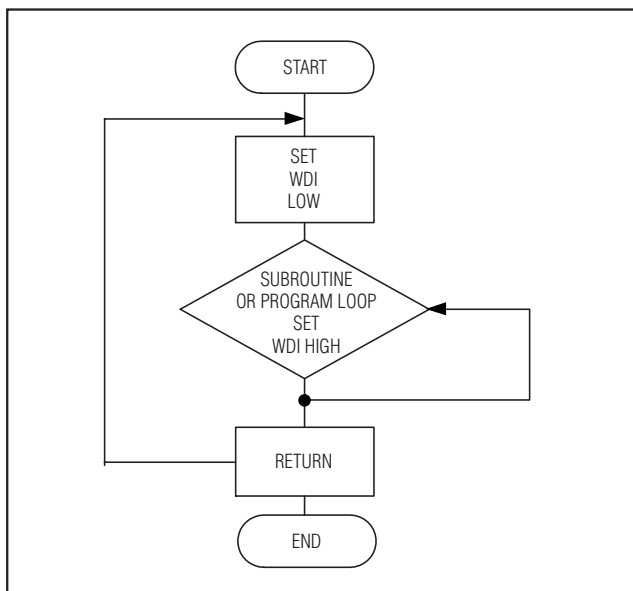 START
SET
WDI
LOW
SUBROUTINE
OR PROGRAM LOOP
SET
WDI HIGH
RETURN
END